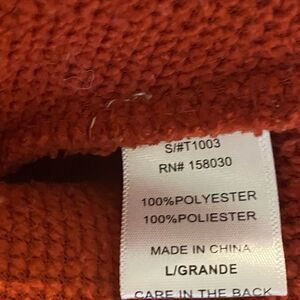 S/#T1003
RN# 158030
100%POLYESTER
100%POLIESTER
MADE IN CHINA
L/GRANDE
CARE IN THE BACK